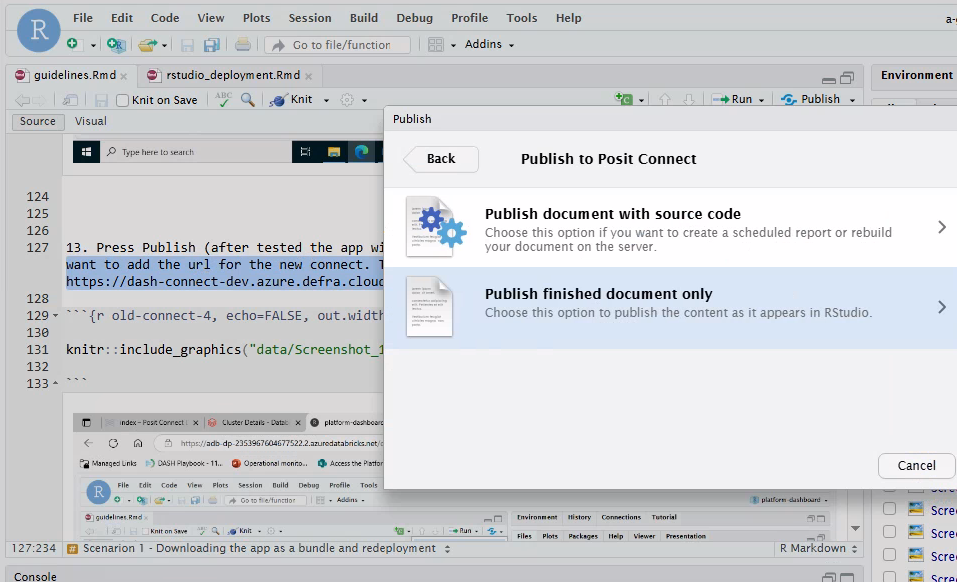 File Edit Code View Plots Session Build Debug Profile Tools Help
R
Go to file/function
Addins
guidelines.Rmd
rstudio_deployment.Rmd
Environment
Knit on Save
ABC
Knit
Run
Publish
Source
Visual
Publish
Back
Publish to Posit Connect
Type here to search
Publish document with source code
Choose this option if you want to create a scheduled report or rebuild
your document on the server.
Publish finished document only
Choose this option to publish the content as it appears in RStudio.
Cancel
124
125
126
127 13. Press Publish (after tested the app wi
want to add the url for the new connect. T
https://dash-connect-dev.azure.defra.cloud
128
129 ```{r old-connect-4, echo=FALSE, out.width
130
131 knitr::include_graphics("data/Screenshot_1
132
133 ```
index - Posit Connect
Cluster Details - Datab
platform-dashboard
https://adb-dp-2353967604677522.2.azuredatabricks.net/
Managed Links
DASH PLaybook - 11...
Operational monito...
Access the Platfor
R
File Edit Code View Plots Session Build Debug Profile Tools
Go to file/function
Addins
platform-dashboard
guidelines.Rmd
Environment History Connections Tutorial
Knit on Save
Knit
Run
Files Plots Packages Help Viewer Presentation
127:234
Scenarion 1 - Downloading the app as a bundle and redeployment
R Markdown
Scree
Scree
Scree
Console